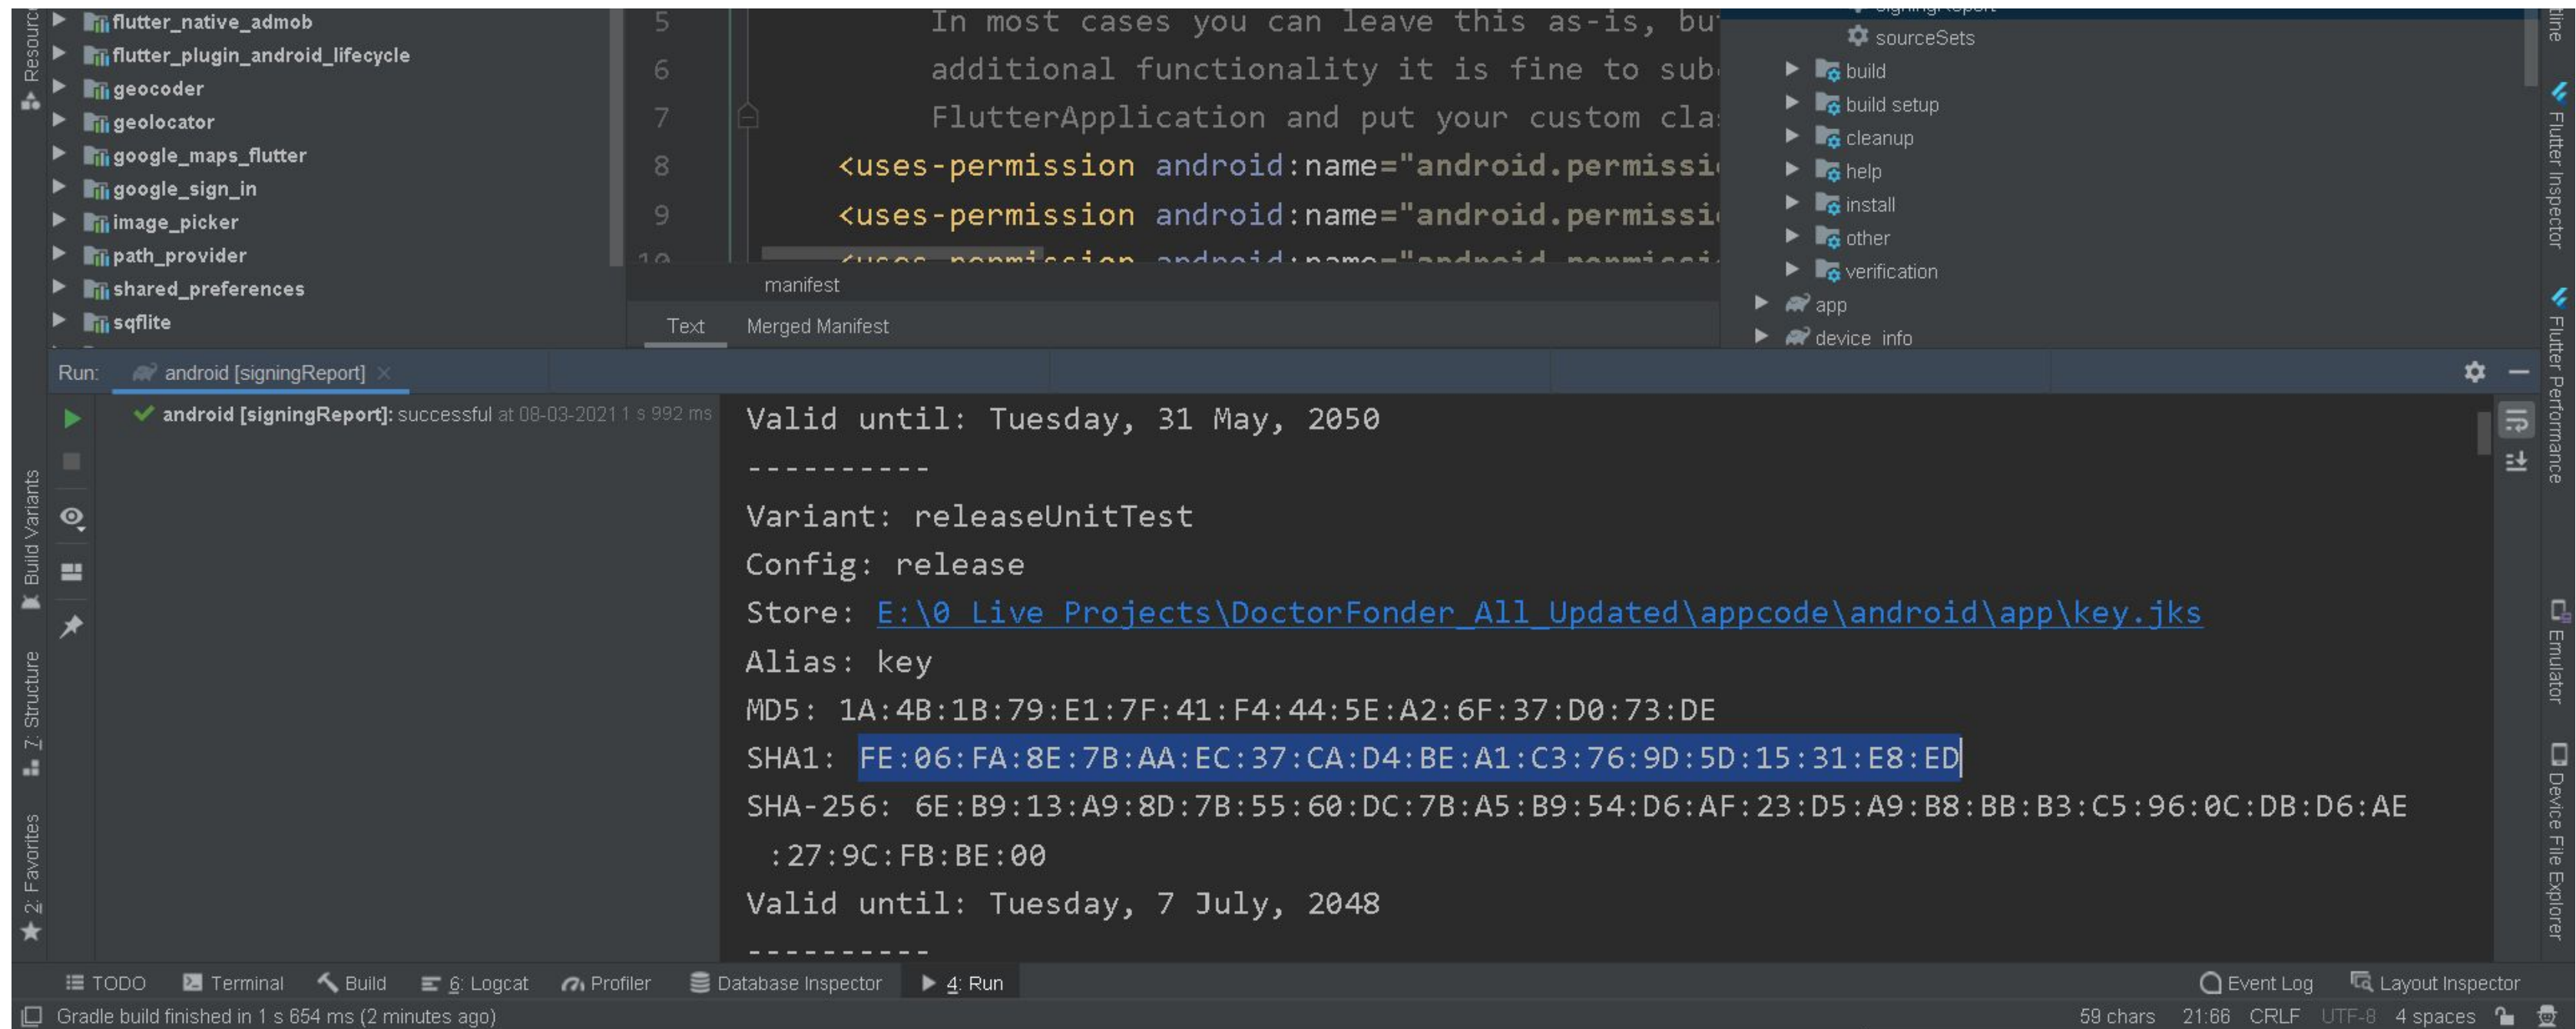 Resourc
flutter_native_admob
flutter_plugin_android_lifecycle
geocoder
geolocator
google_maps_flutter
google_sign_in
image_picker
path_provider
shared_preferences
sqflite
5 In most cases you can leave this as-is, bu
6 additional functionality it is fine to sub
7 FlutterApplication and put your custom cla
8 <uses-permission android:name="android.permissi
9 <uses-permission android:name="android.permissi
10 <uses-permission android:name="android.permissi
manifest
Text Merged Manifest
signingReport
sourceSets
build
build setup
cleanup
help
install
other
verification
app
device_info
tline
Flutter Inspector
Flutter Performance
Emulator
Device File Explorer
Build Variants
7: Structure
2: Favorites
Run: android [signingReport]
android [signingReport]: successful at 08-03-2021 1 s 992 ms
Valid until: Tuesday, 31 May, 2050
----------
Variant: releaseUnitTest
Config: release
Store: E:\0 Live Projects\DoctorFonder_All_Updated\appcode\android\app\key.jks
Alias: key
MD5: 1A:4B:1B:79:E1:7F:41:F4:44:5E:A2:6F:37:D0:73:DE
SHA1: FE:06:FA:8E:7B:AA:EC:37:CA:D4:BE:A1:C3:76:9D:5D:15:31:E8:ED
SHA-256: 6E:B9:13:A9:8D:7B:55:60:DC:7B:A5:B9:54:D6:AF:23:D5:A9:B8:BB:B3:C5:96:0C:DB:D6:AE
:27:9C:FB:BE:00
Valid until: Tuesday, 7 July, 2048
----------
TODO Terminal Build 6: Logcat Profiler Database Inspector 4: Run Event Log Layout Inspector
Gradle build finished in 1 s 654 ms (2 minutes ago) 59 chars 21:66 CRLF UTF-8 4 spaces